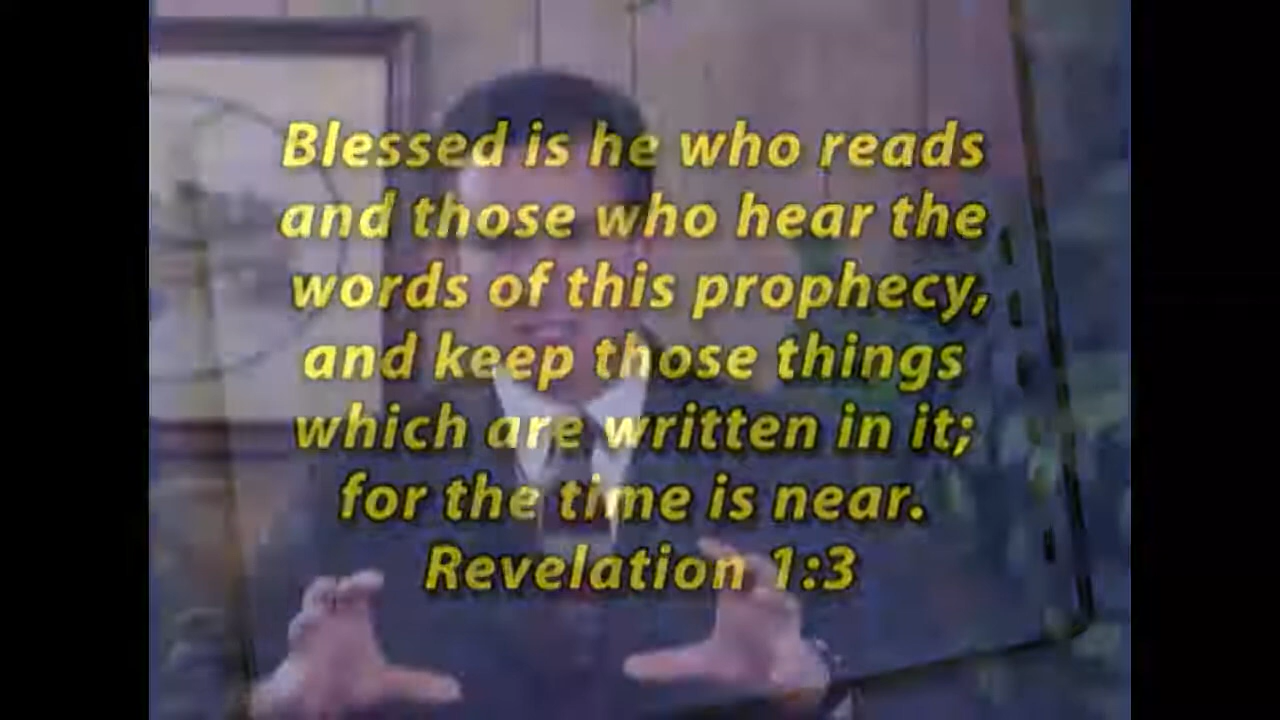 Blessed is he who reads
and those who hear the
words of this prophecy,
and keep those things
which are written in it;
for the time is near.
Revelation 1:3